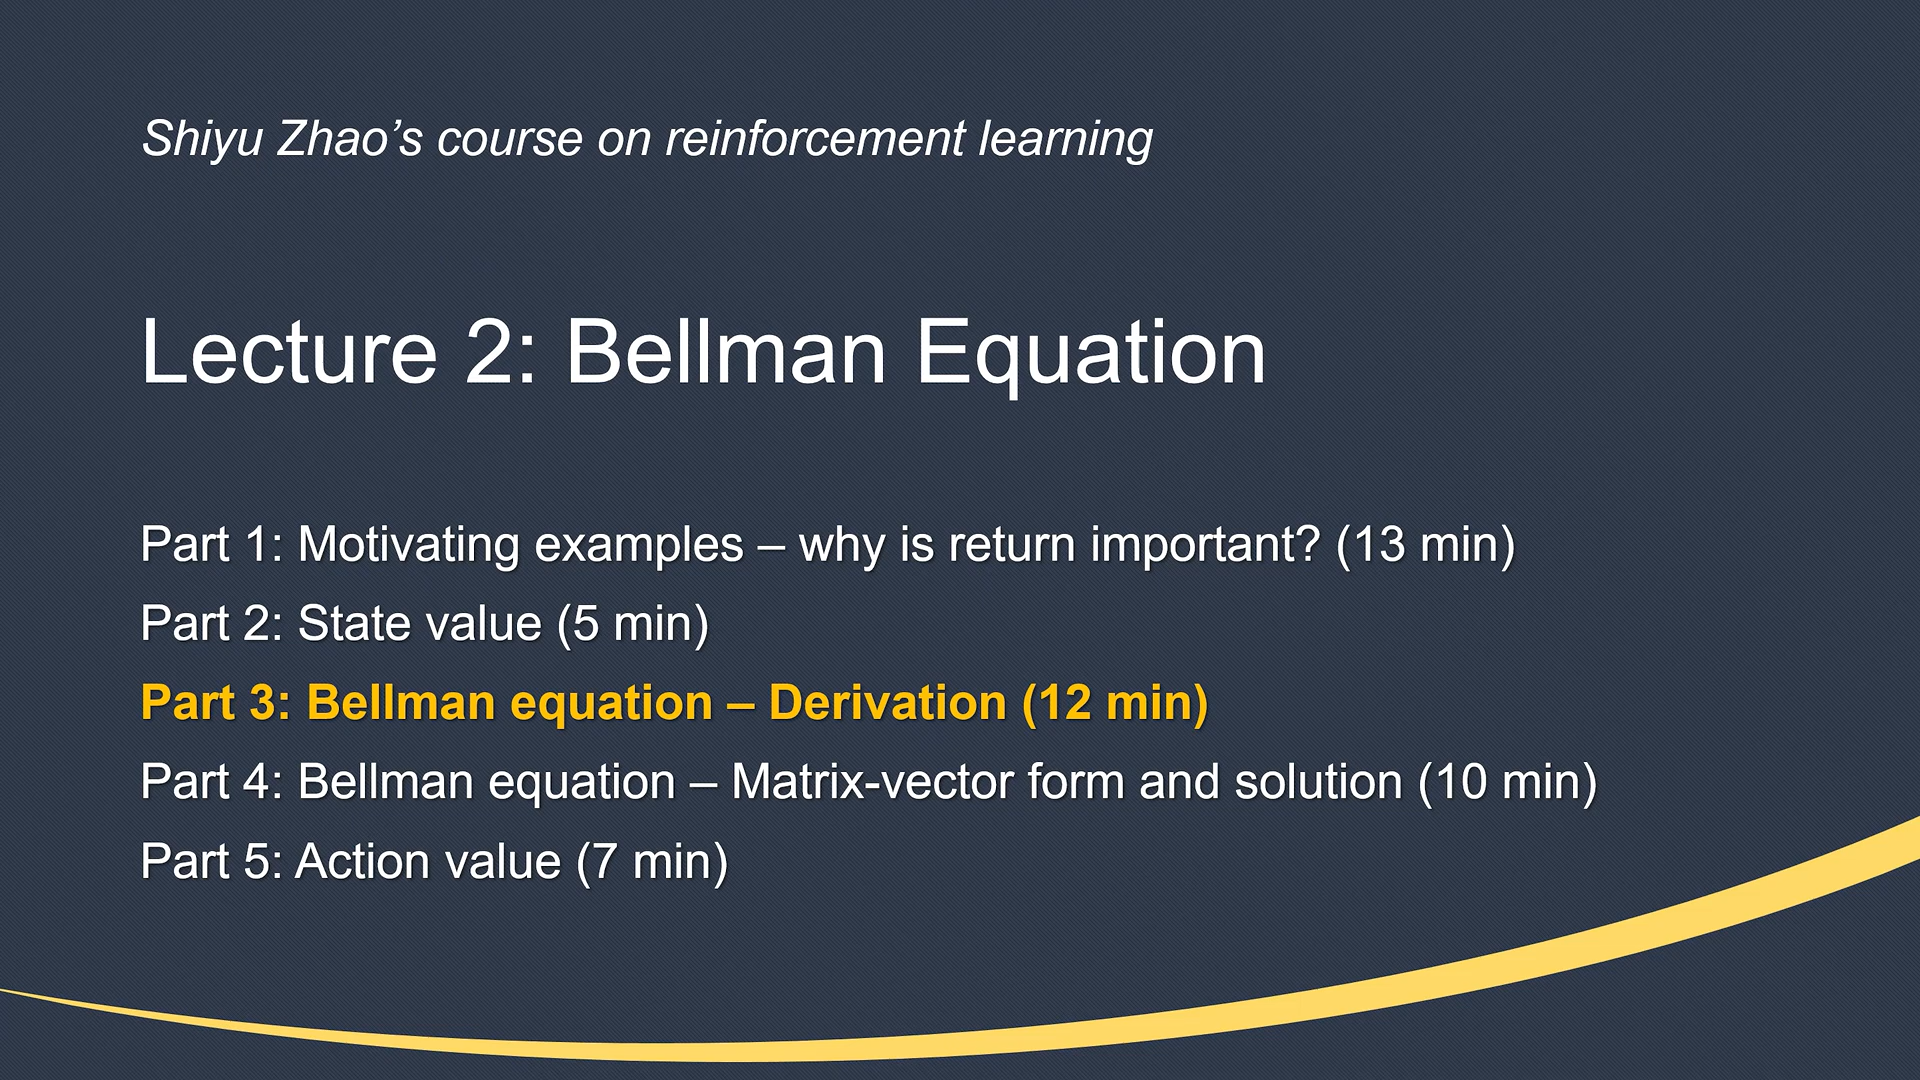 Shiyu Zhao’s course on reinforcement learning
Lecture 2: Bellman Equation
Part 1: Motivating examples – why is return important? (13 min)
Part 2: State value (5 min)
Part 3: Bellman equation – Derivation (12 min)
Part 4: Bellman equation – Matrix-vector form and solution (10 min)
Part 5: Action value (7 min)